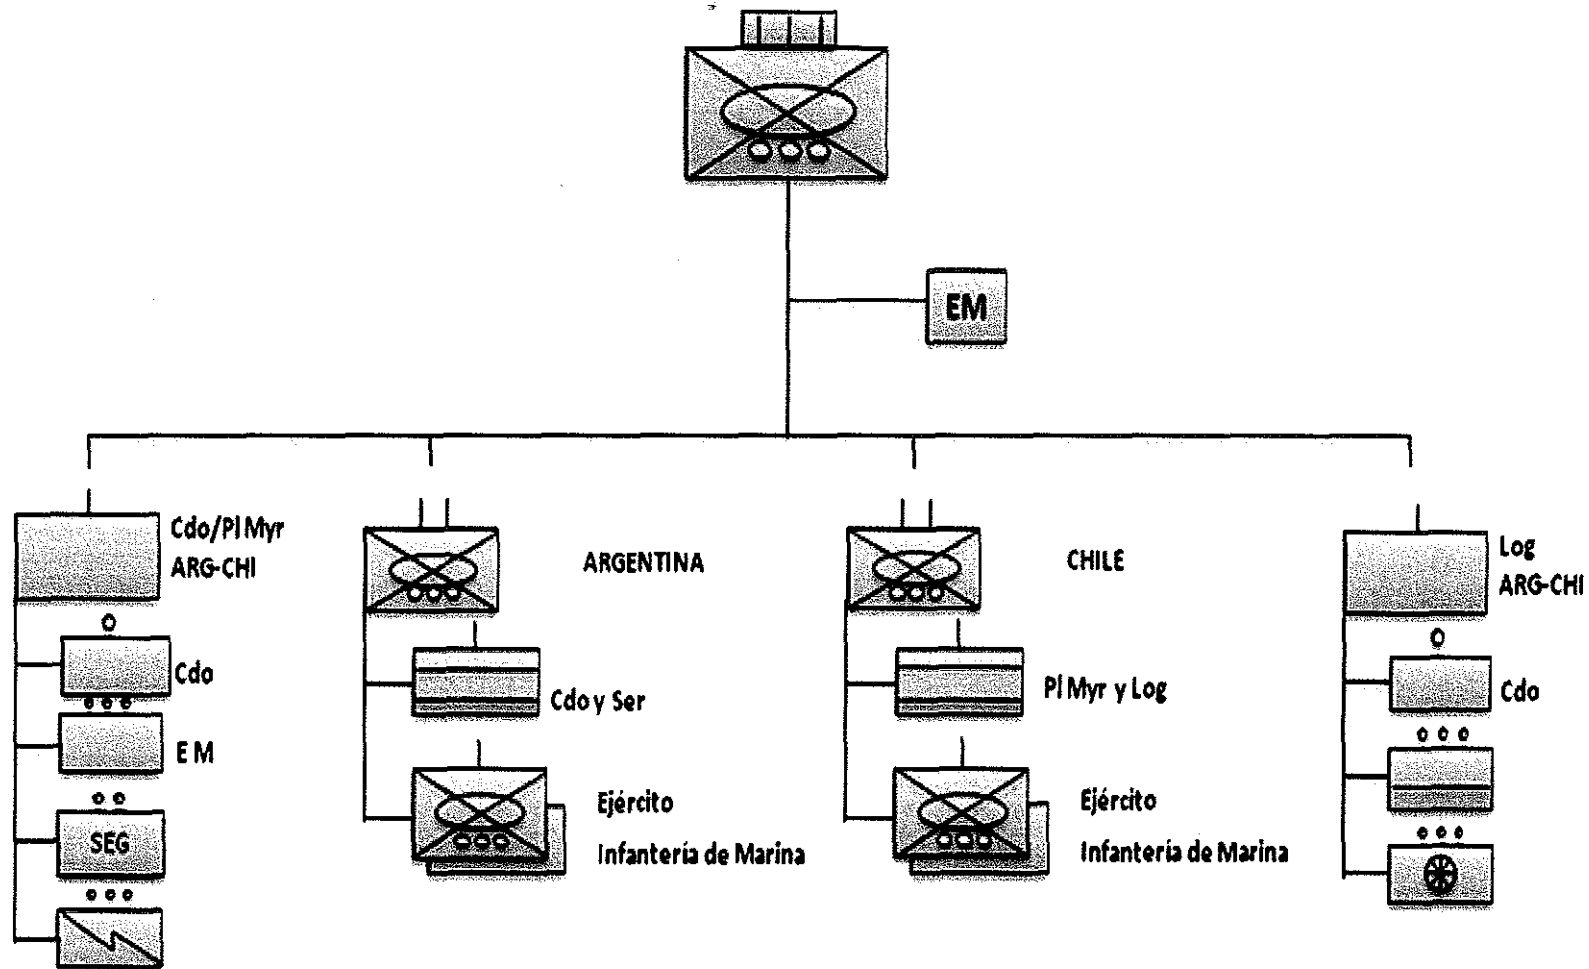 EM
Cdo/Pl Myr
ARG-CHI
Cdo
E M
SEG
ARGENTINA
Cdo y Ser
Ejército
Infantería de Marina
CHILE
Pl Myr y Log
Ejército
Infantería de Marina
Log
ARG-CHI
Cdo